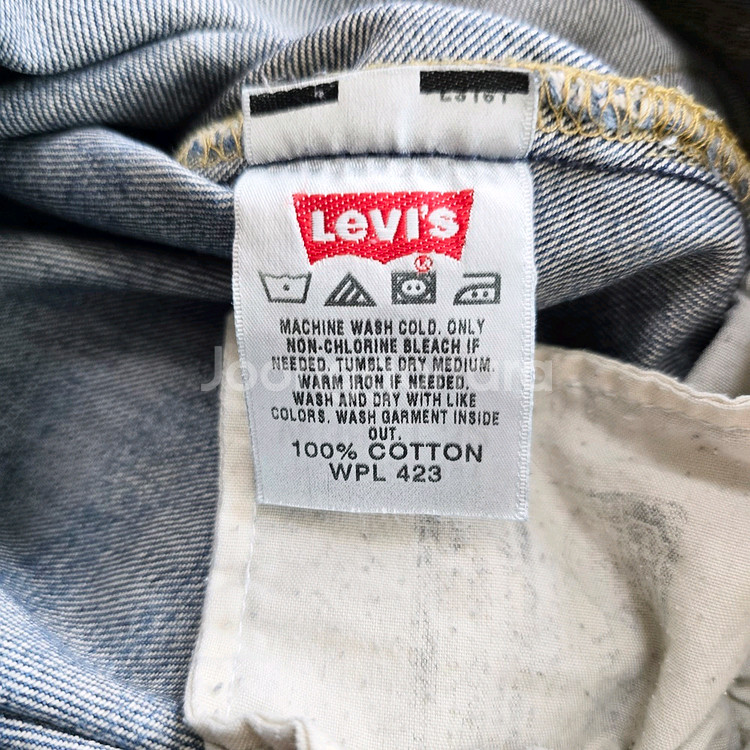 LEVI'S
®
MACHINE WASH COLD. ONLY
NON-CHLORINE BLEACH IF
NEEDED. TUMBLE DRY MEDIUM.
WARM IRON IF NEEDED.
WASH AND DRY WITH LIKE
COLORS. WASH GARMENT INSIDE
OUT.
100% COTTON
WPL 423